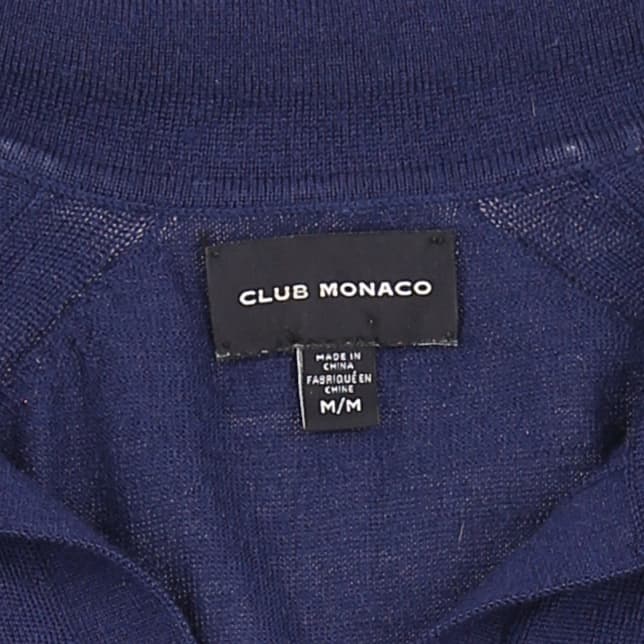 CLUB MONACO
MADE IN
CHINA
FABRIQUÉ EN
CHINE
M/M